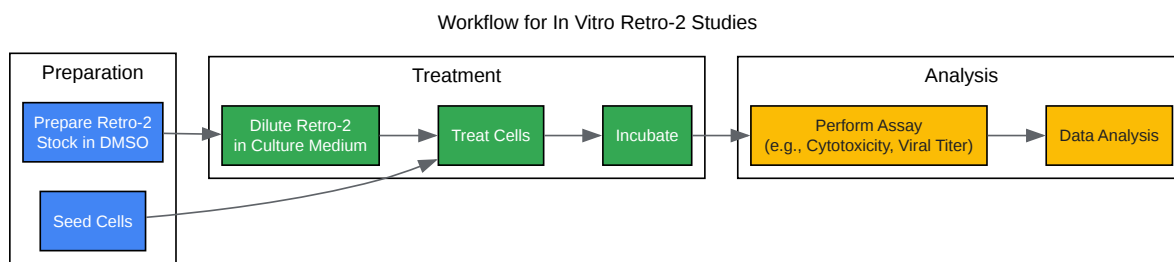 Workflow for In Vitro Retro-2 Studies
Preparation
Prepare Retro-2
Stock in DMSO
Seed Cells
Treatment
Dilute Retro-2
in Culture Medium
Treat Cells
Incubate
Analysis
Perform Assay
(e.g., Cytotoxicity, Viral Titer)
Data Analysis